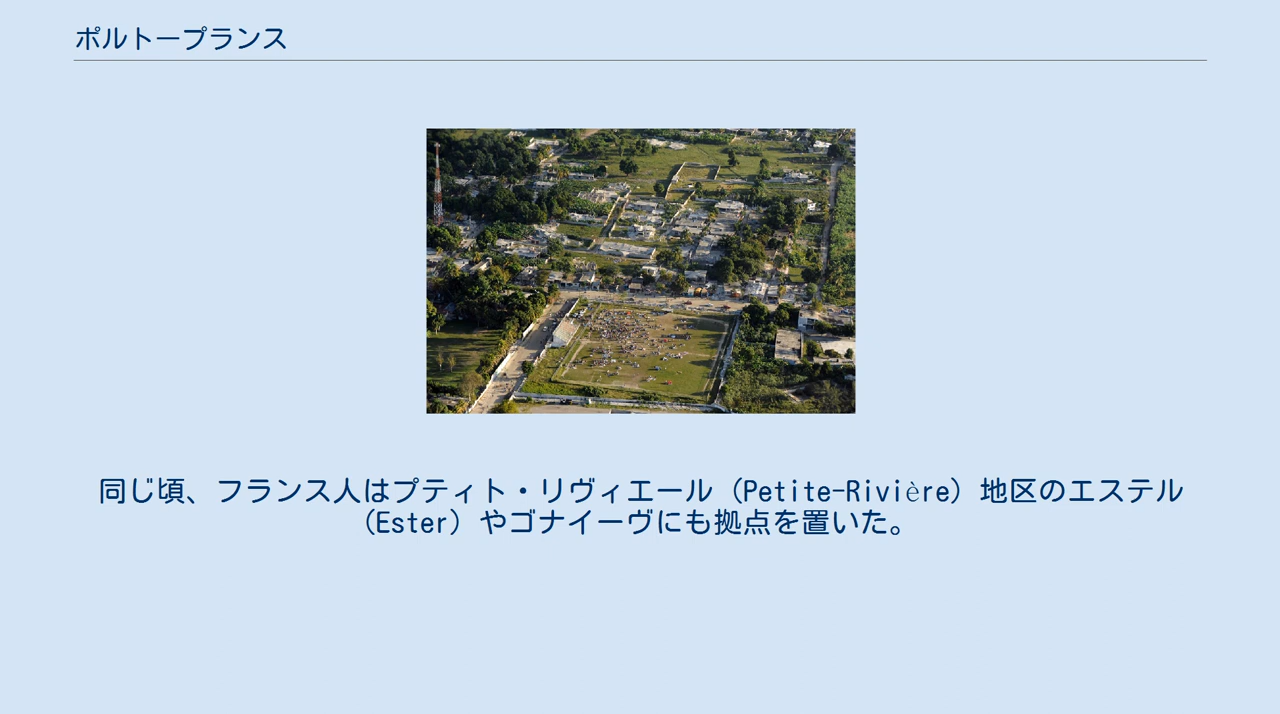 ポルトープランス
同じ頃、フランス人はプティト・リヴィエール（Petite-Rivière）地区のエステル
（Ester）やゴナイーヴにも拠点を置いた。